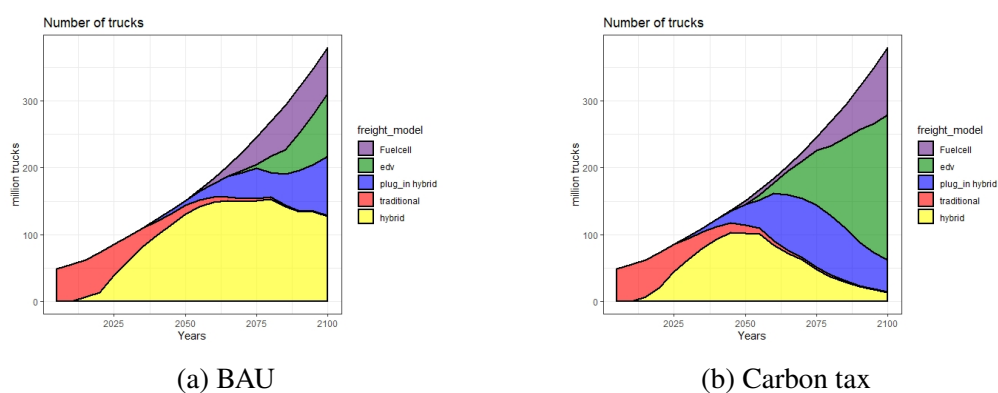 Number of trucks
milion trucks
300
200
100
0
2025
2050
2075
2100
Years
freight_model
Fuelcell
edv
plug_in hybrid
traditional
hybrid
(a) BAU
Number of trucks
milion trucks
300
200
100
0
2025
2050
2075
2100
Years
freight_model
Fuelcell
edv
plug_in hybrid
traditional
hybrid
(b) Carbon tax